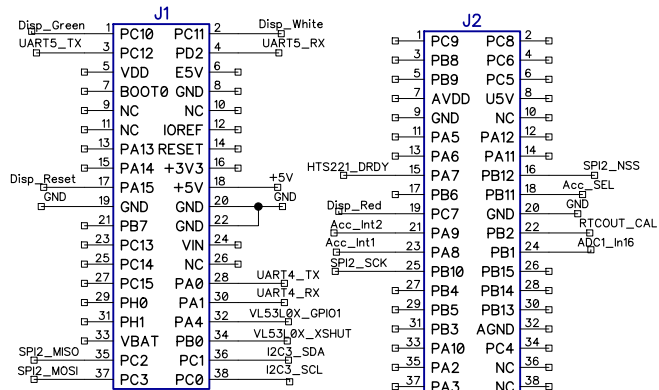 J1
Disp_Green 1 PC10 PC11 2 Disp_White
UART5_TX 3 PC12 PD2 4 UART5_RX
5 VDD E5V 6
7 BOOT0 GND 8
9 NC NC 10
11 NC IOREF 12
13 PA13 RESET 14
15 PA14 +3V3 16
Disp_Reset 17 PA15 +5V 18 +5V
GND 19 GND GND 20 GND
21 PB7 GND 22
23 PC13 VIN 24
25 PC14 NC 26
27 PC15 PA0 28 UART4_TX
29 PH0 PA1 30 UART4_RX
31 PH1 PA4 32 VL53L0X_GPIO1
33 VBAT PB0 34 VL53L0X_XSHUT
SPI2_MISO 35 PC2 PC1 36 I2C3_SDA
SPI2_MOSI 37 PC3 PC0 38 I2C3_SCL
J2
1 PC9 PC8 2
3 PB8 PC6 4
5 PB9 PC5 6
7 AVDD U5V 8
9 GND NC 10
11 PA5 PA12 12
13 PA6 PA11 14
HTS221_DRDY 15 PA7 PB12 16 SPI2_NSS
17 PB6 PB11 18 Acc_SEL
Disp_Red 19 PC7 GND 20 GND
Acc_Int2 21 PA9 PB2 22 RTCOUT_CAL
Acc_Int1 23 PA8 PB1 24 ADC1_In16
SPI2_SCK 25 PB10 PB15 26
27 PB4 PB14 28
29 PB5 PB13 30
31 PB3 AGND 32
33 PA10 PC4 34
35 PA2 NC 36
37 PA3 NC 38